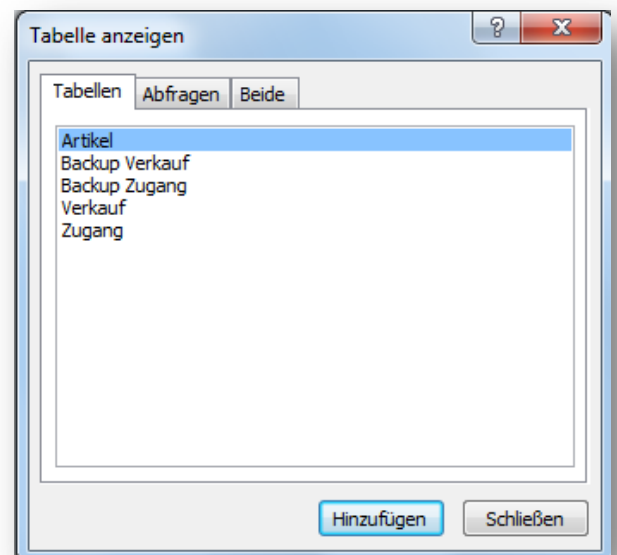 Tabelle anzeigen
?
X
Tabellen Abfragen Beide
Artikel
Backup Verkauf
Backup Zugang
Verkauf
Zugang
Hinzufügen Schließen